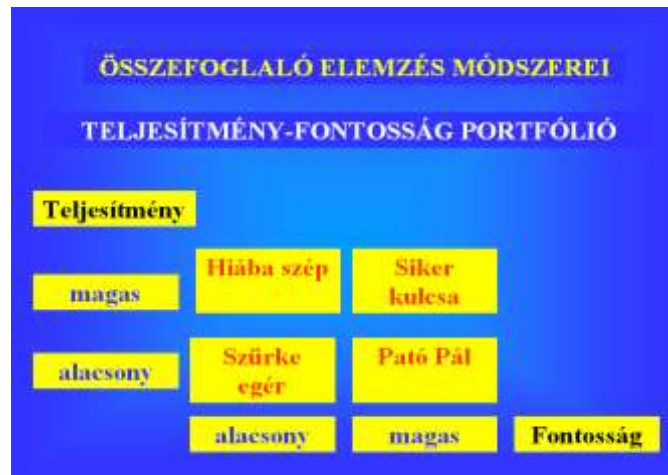 ÖSSZEFOGLALÓ ELEMZÉS MÓDSZEREI
TELJESÍTMÉNY-FONTOSSÁG PORTFÓLIÓ
Teljesítmény
magas
Hiába szép
Siker
kulcsa
alacsony
Szürke
egér
Pató Pál
alacsony
magas
Fontosság